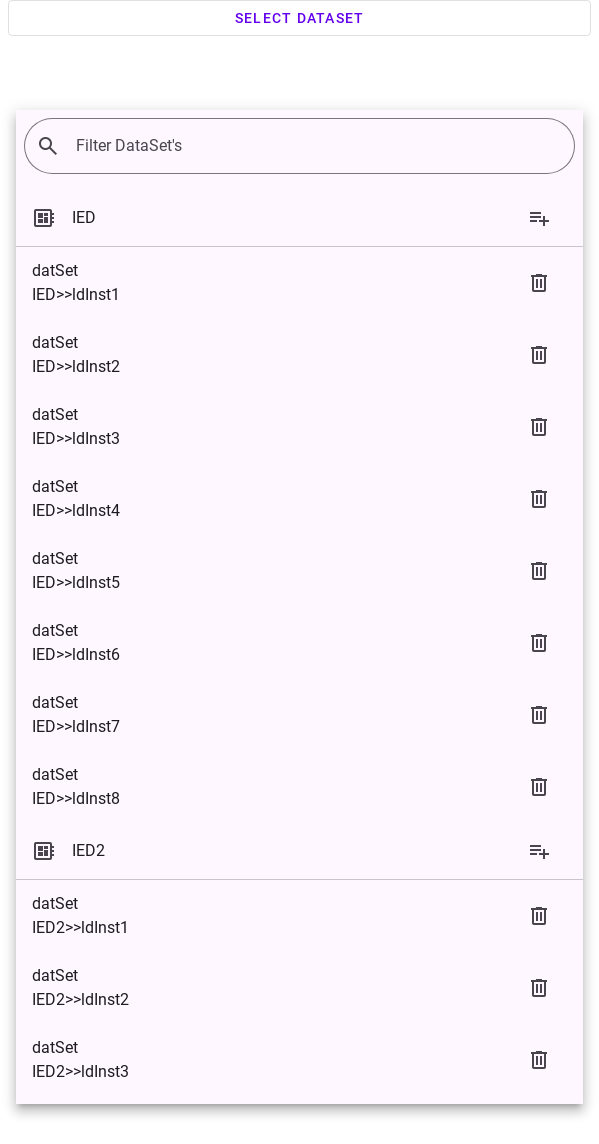 SELECT DATASET
Filter DataSet's
IED
datSet
IED>>ldInst1
datSet
IED>>ldInst2
datSet
IED>>ldInst3
datSet
IED>>ldInst4
datSet
IED>>ldInst5
datSet
IED>>ldInst6
datSet
IED>>ldInst7
datSet
IED>>ldInst8
IED2
datSet
IED2>>ldInst1
datSet
IED2>>ldInst2
datSet
IED2>>ldInst3